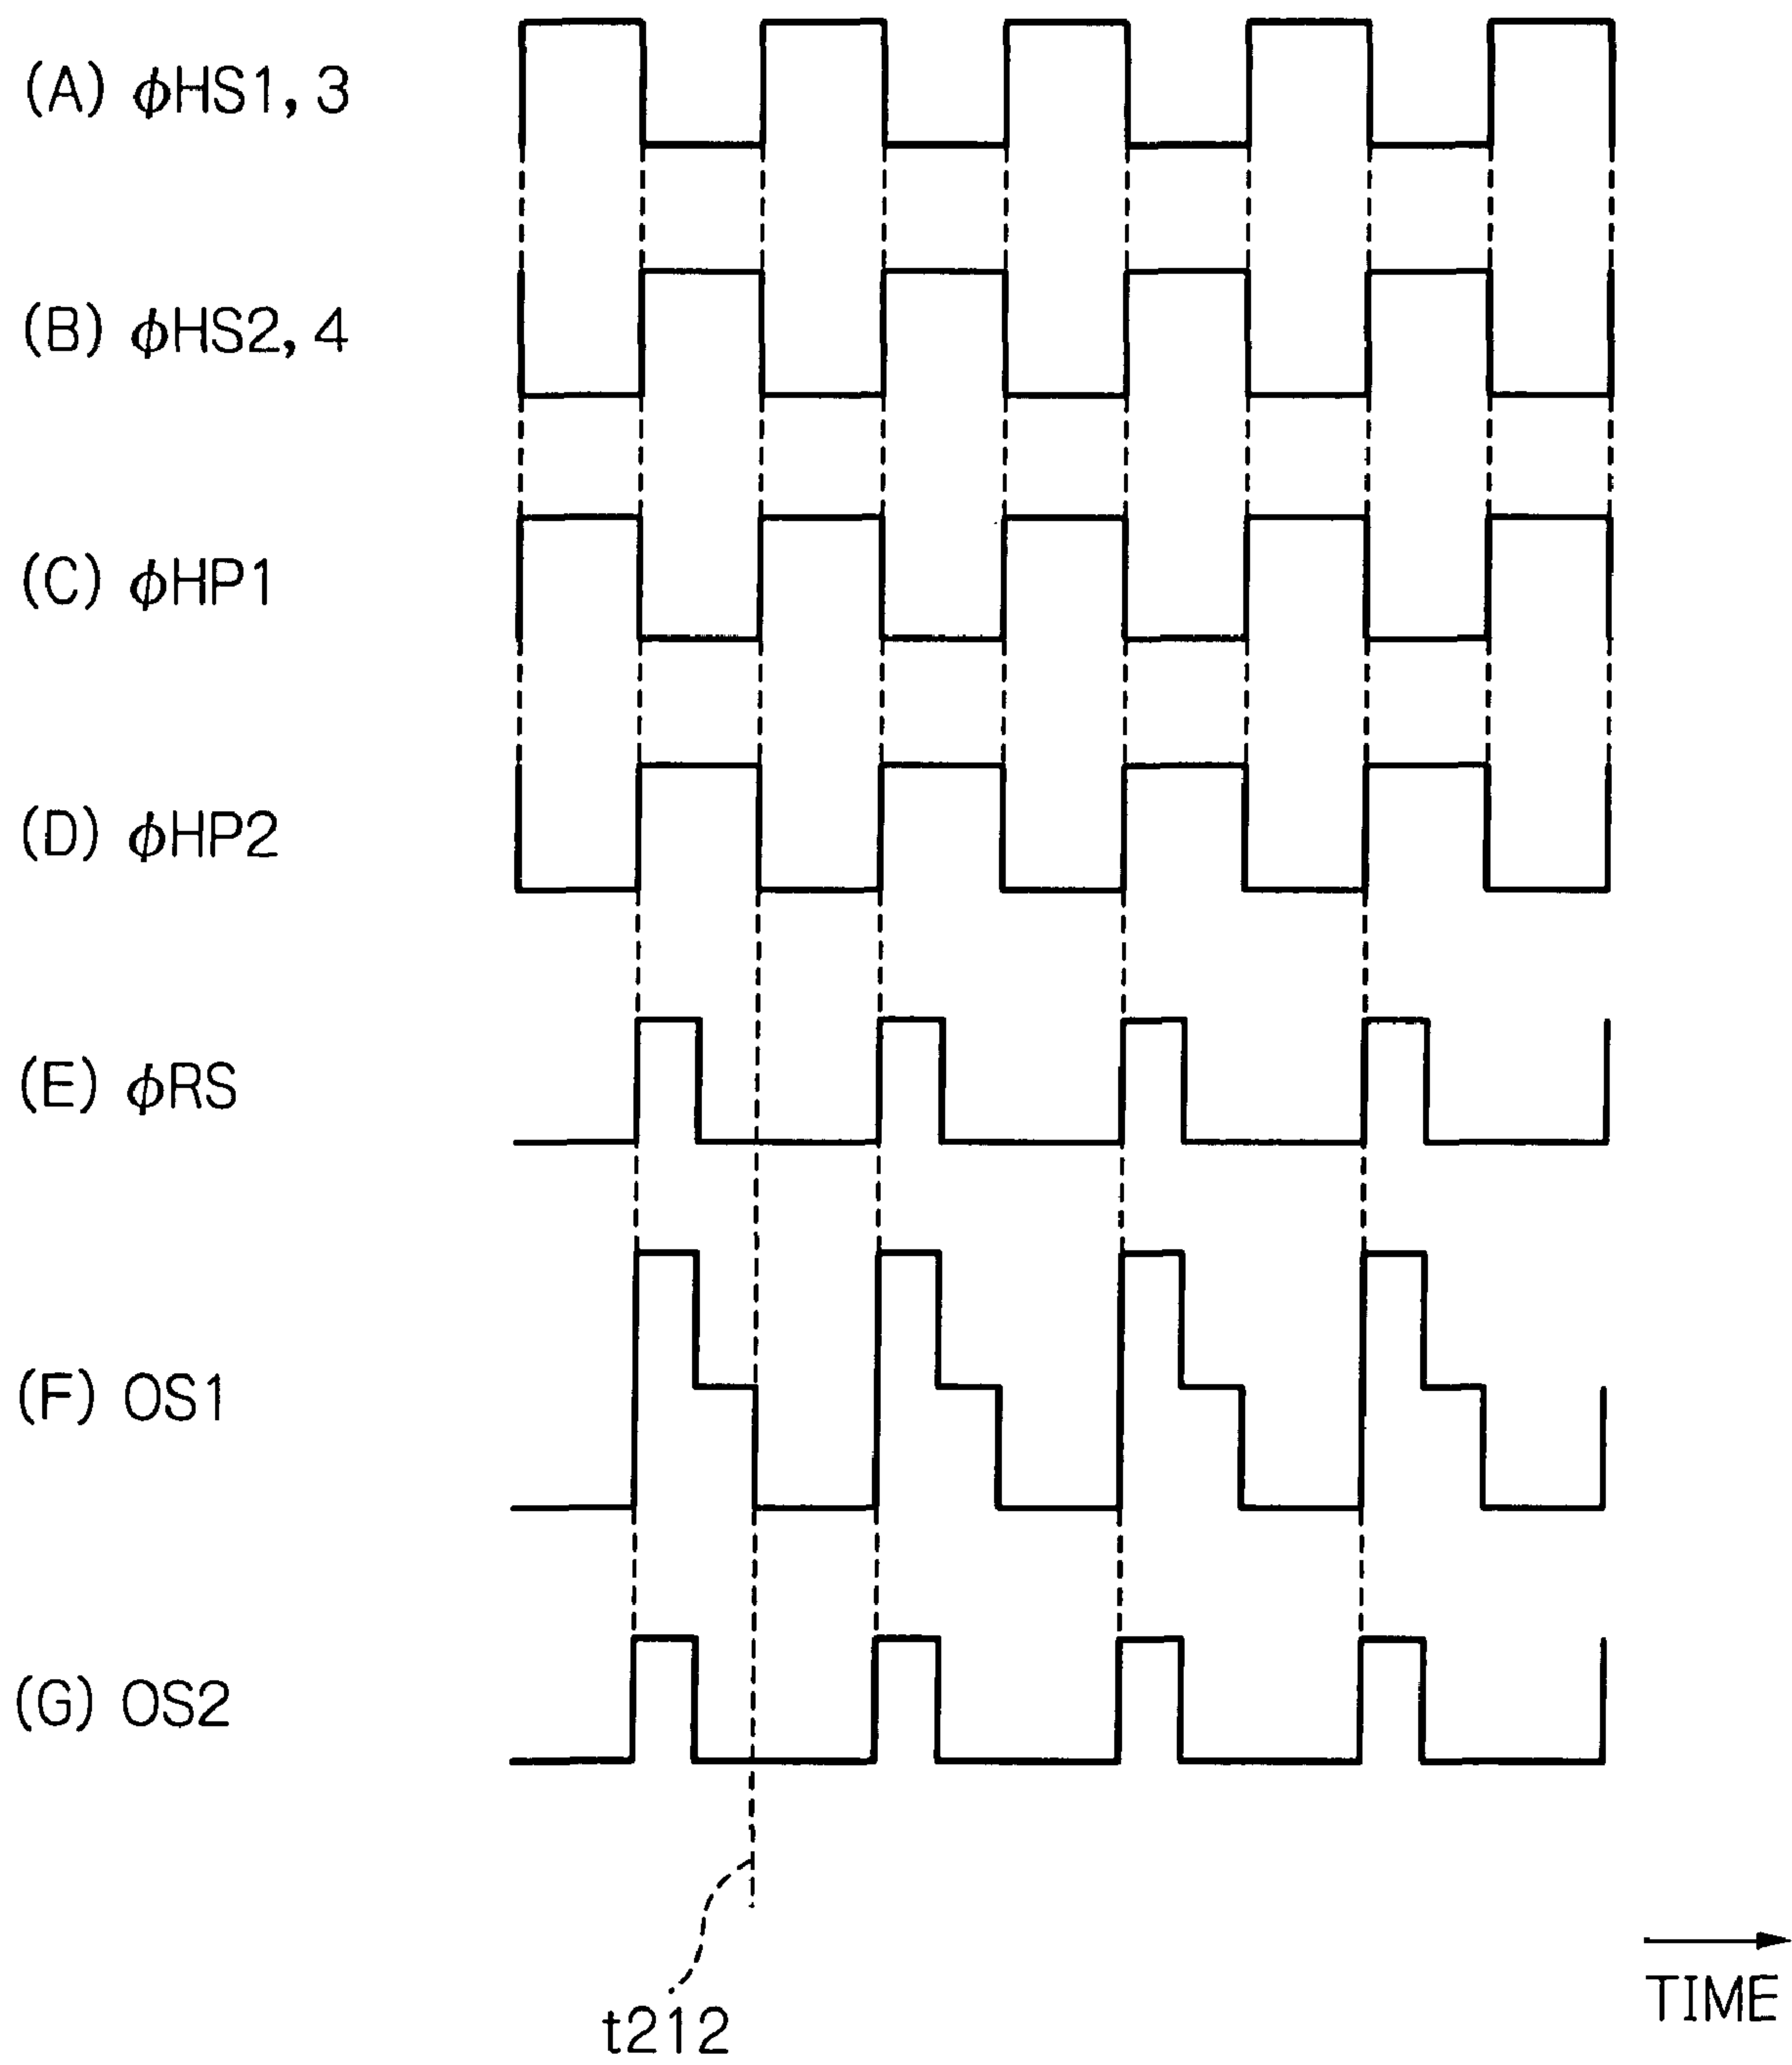 (A) ϕHS1, 3
(B) ϕHS2, 4
(C) ϕHP1
(D) ϕHP2
(E) ϕRS
(F) OS1
(G) OS2
t212
TIME